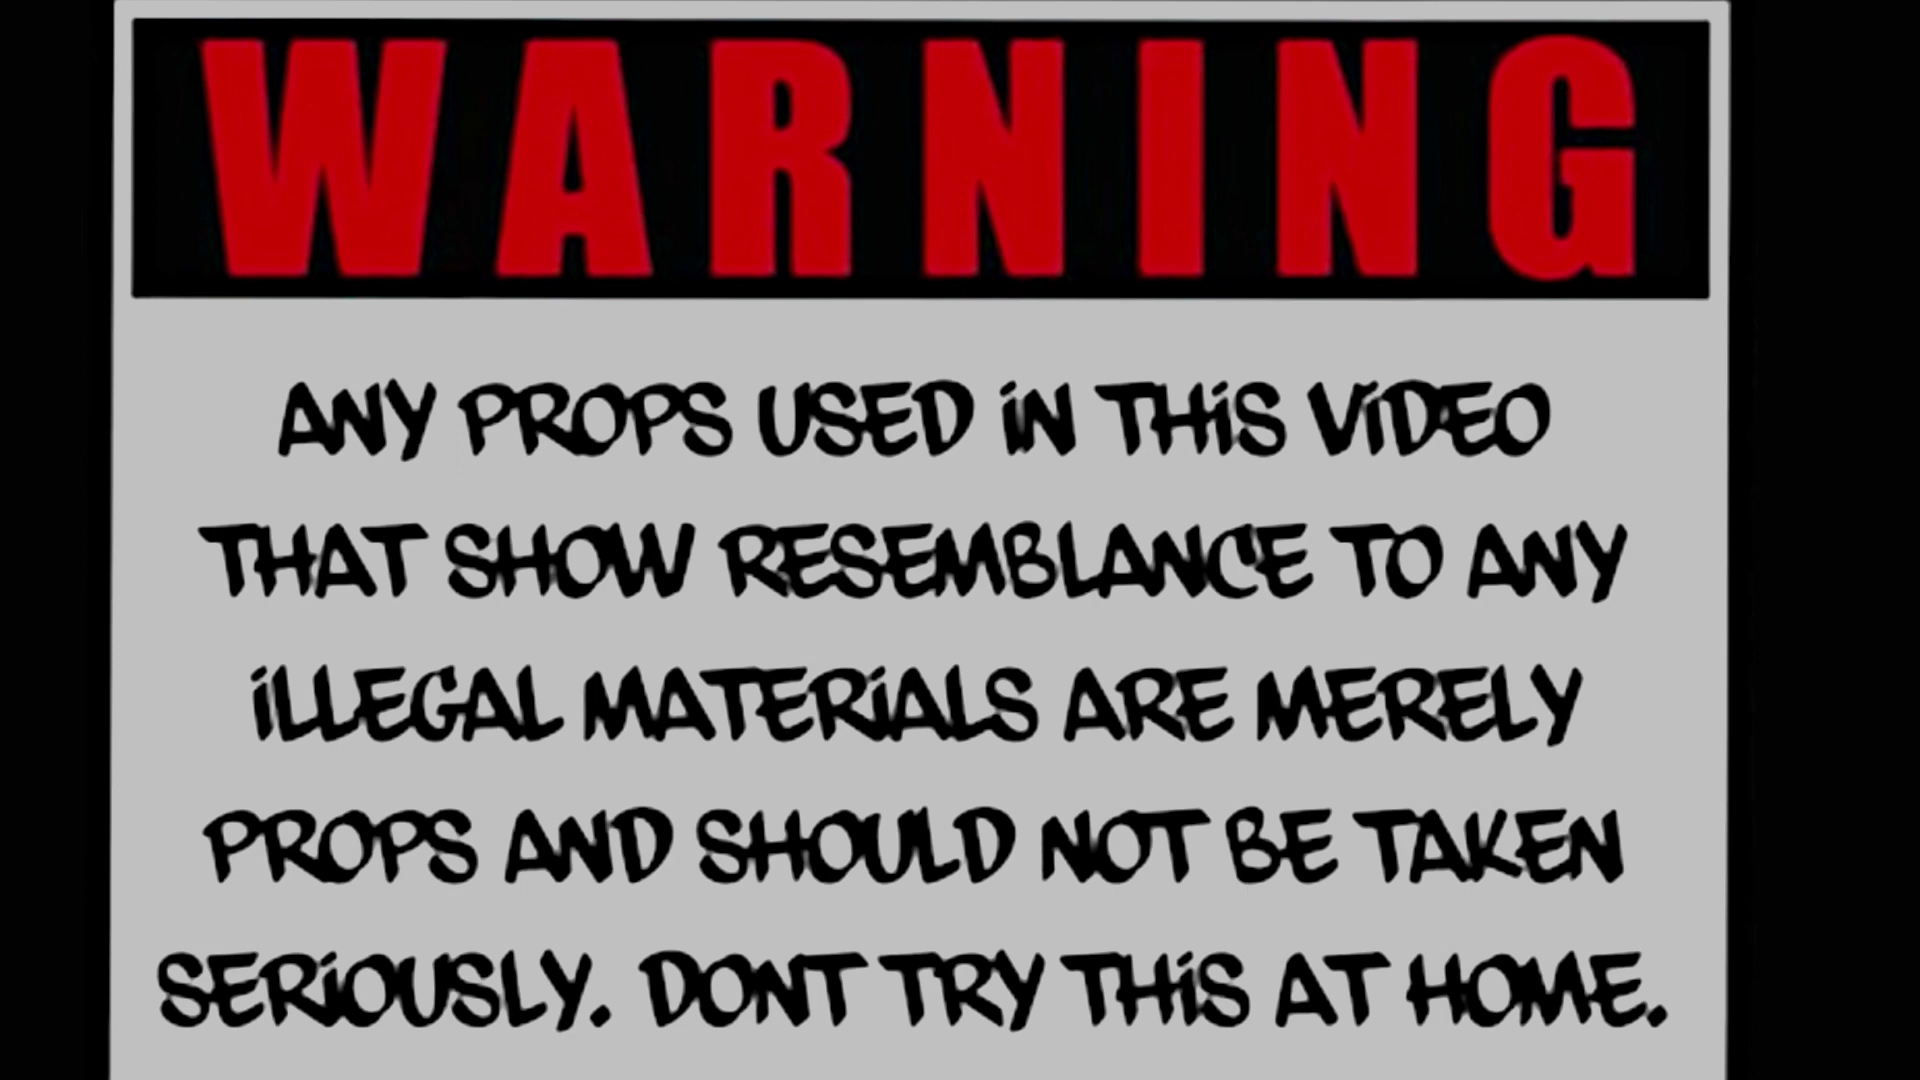 WARNING
ANY PROPS USED iN THiS ViDEO
THAT SHOW RESEMBLANCE TO ANY
iLLEGAL MATERiALS ARE MERELY
PROPS AND SHOULD NOT BE TAKEN
SERiOUSLY. DONT TRY THiS AT HOME.